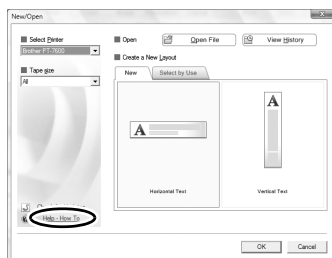 New/Open
Select Printer
Brother PT-7600
Tape size
All
Help - How To
Open
Open File
View History
Create a New Layout
New
Select by Use
A
A
Horizontal Text
Vertical Text
OK
Cancel